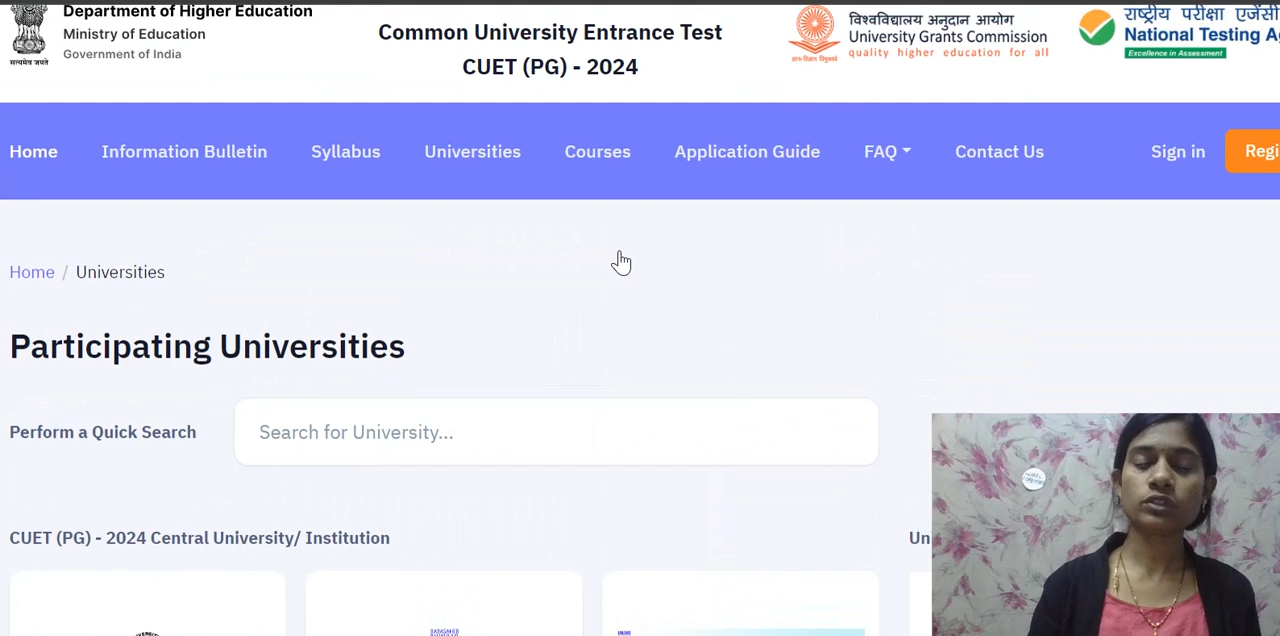 Department of Higher Education
Ministry of Education
Government of India
सत्यमेव जयते
Common University Entrance Test
CUET (PG) - 2024
विश्वविद्यालय अनुदान आयोग
University Grants Commission
quality higher education for all
राष्ट्रीय परीक्षा एजेंसी
National Testing Ag
Excellence in Assessment
Home Information Bulletin Syllabus Universities Courses Application Guide FAQ Contact Us Sign in Regi
Home / Universities
Participating Universities
Perform a Quick Search Search for University...
CUET (PG) - 2024 Central University/ Institution
Un